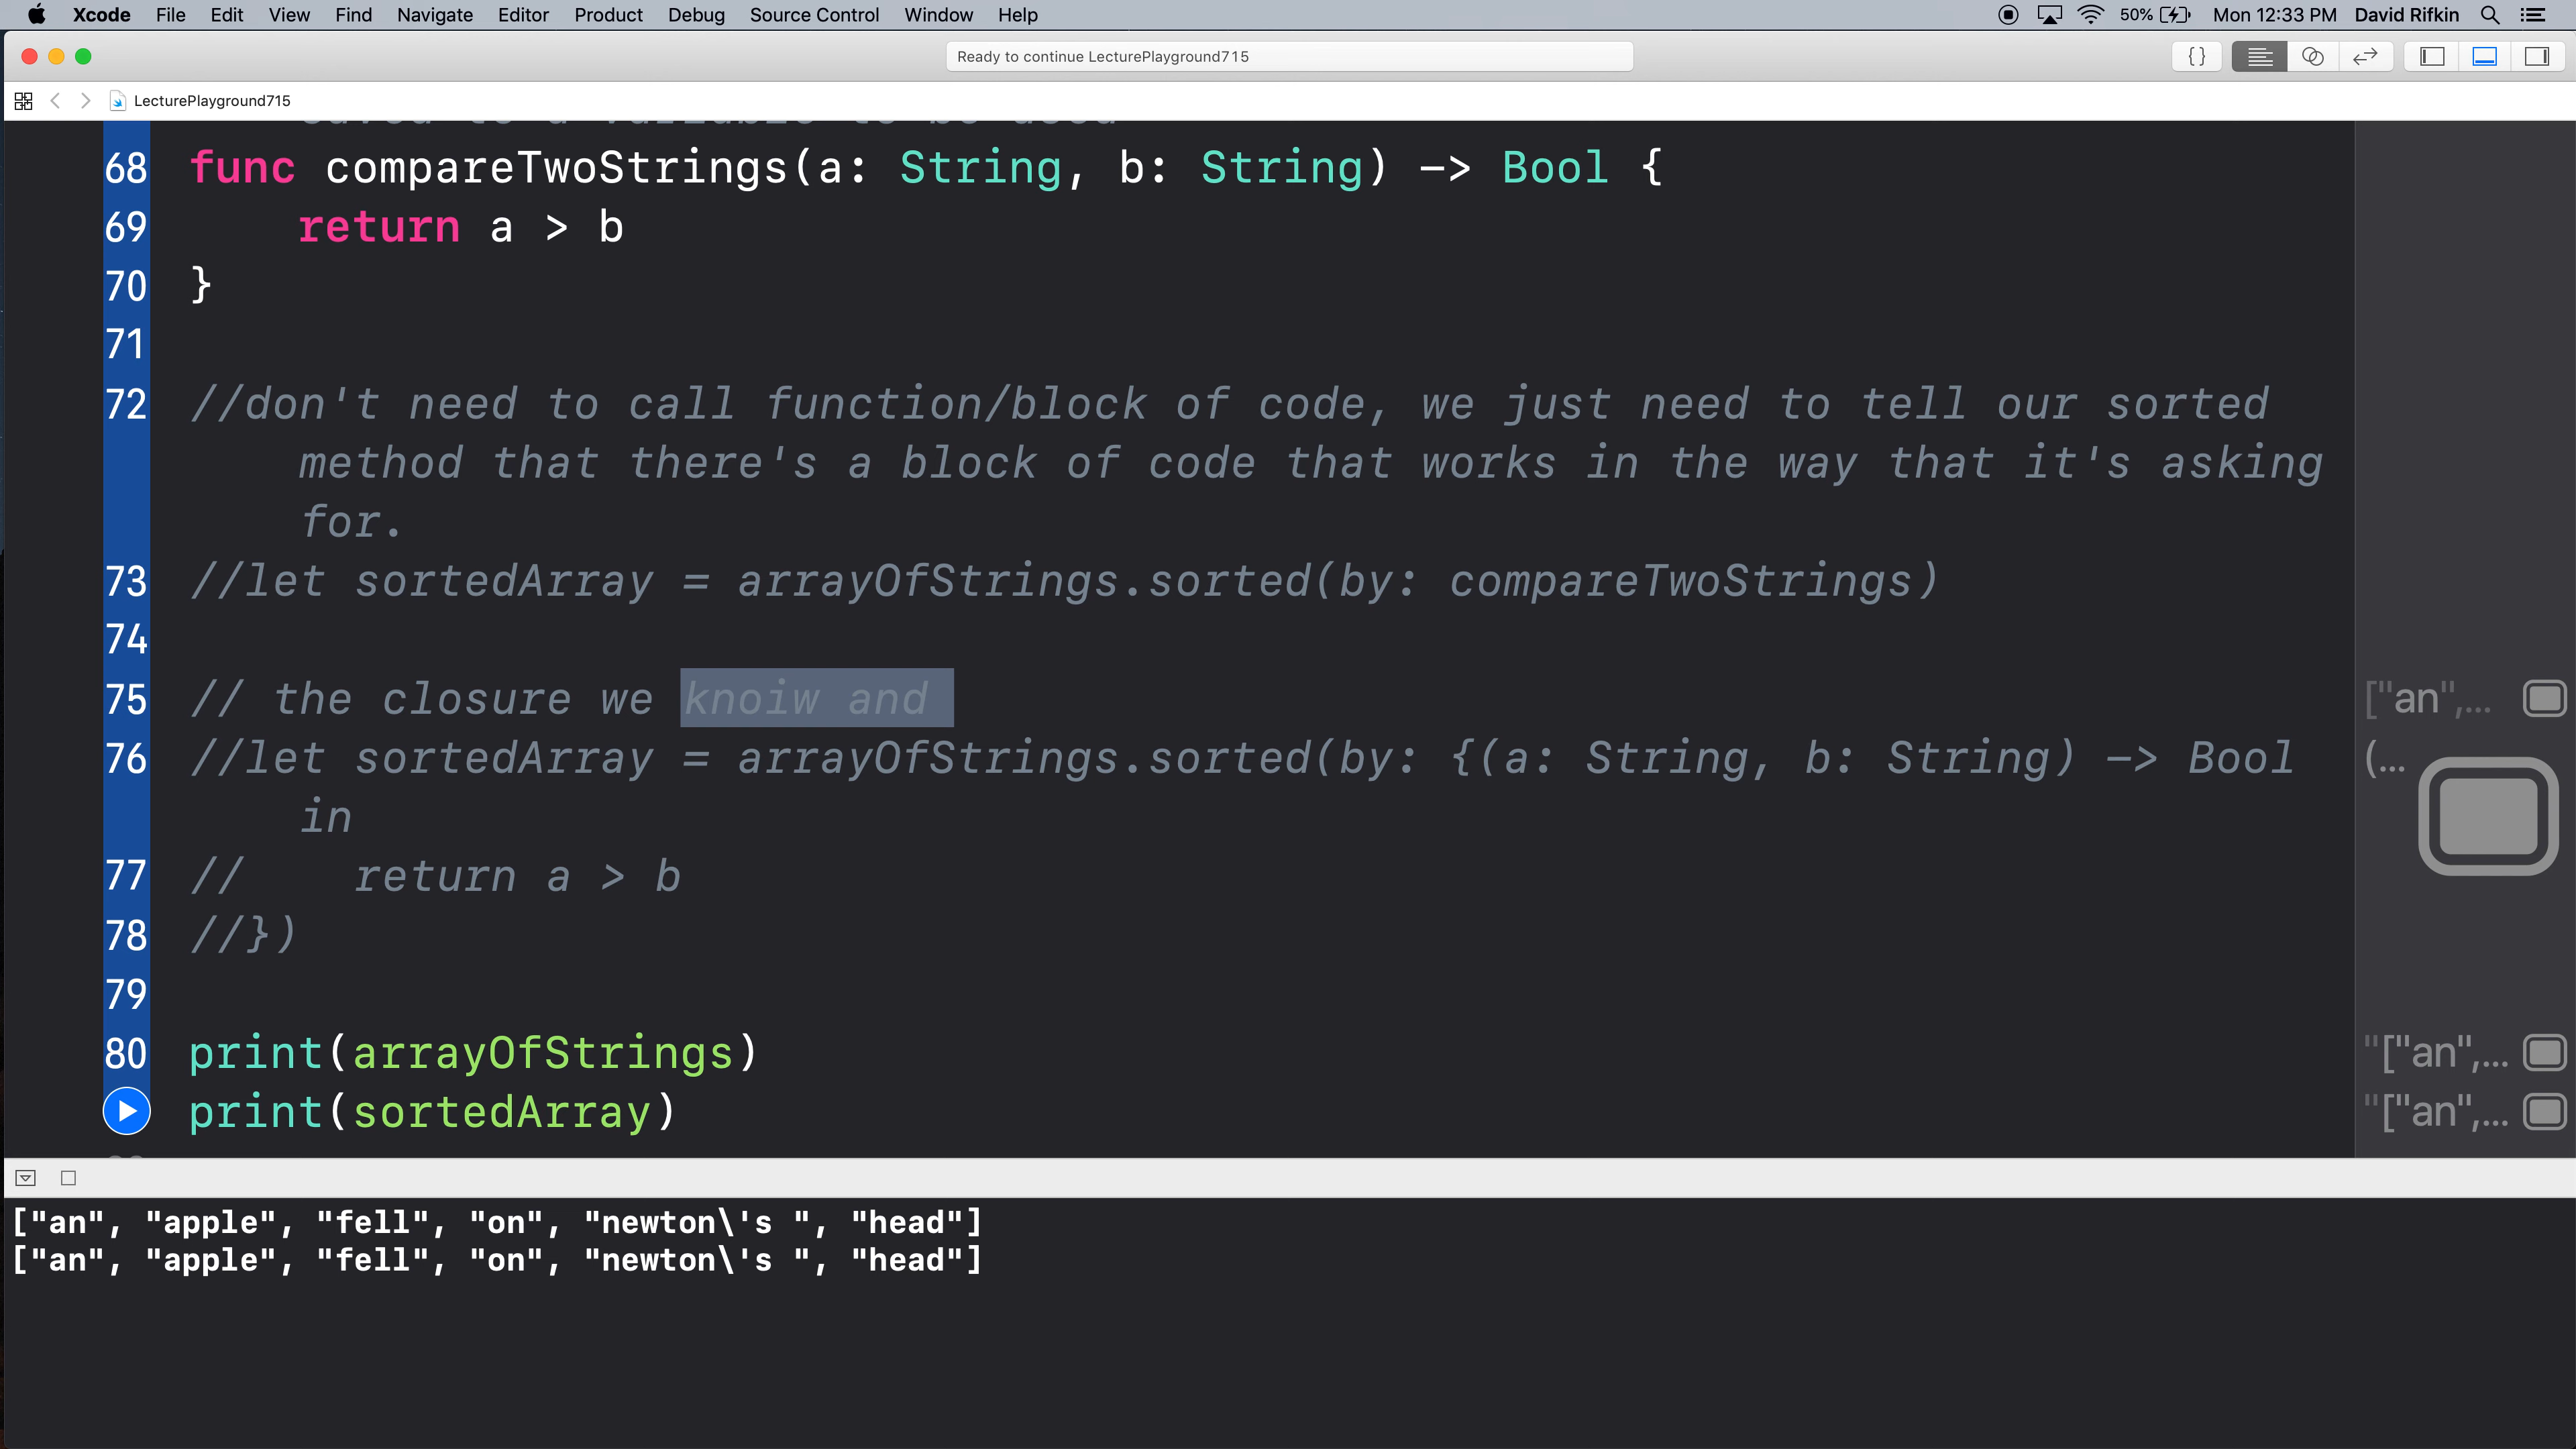 Xcode File Edit View Find Navigate Editor Product Debug Source Control Window Help 50% Mon 12:33 PM David Rifkin
Ready to continue LecturePlayground715
LecturePlayground715
saved to a variable to be used
68 func compareTwoStrings(a: String, b: String) -> Bool {
69 return a > b
70 }
71
72 //don't need to call function/block of code, we just need to tell our sorted
method that there's a block of code that works in the way that it's asking
for.
73 //let sortedArray = arrayOfStrings.sorted(by: compareTwoStrings)
74
75 // the closure we knoiw and ["an",...
76 //let sortedArray = arrayOfStrings.sorted(by: {(a: String, b: String) -> Bool (...
in
77 // return a > b
78 //})
79
80 print(arrayOfStrings) "["an",...
print(sortedArray) "["an",...
["an", "apple", "fell", "on", "newton\'s ", "head"]
["an", "apple", "fell", "on", "newton\'s ", "head"]